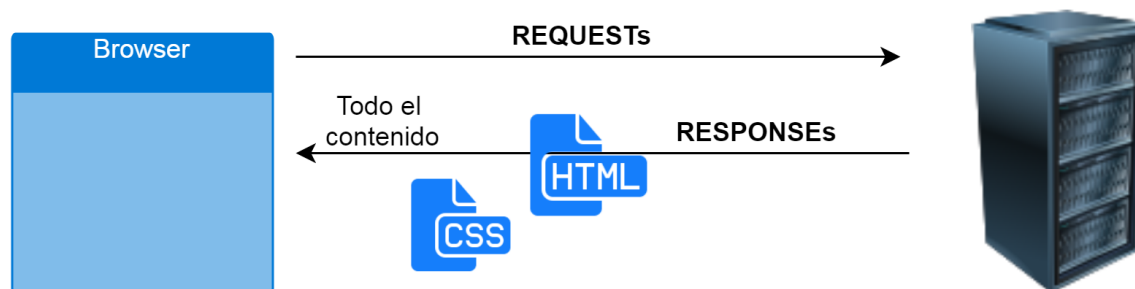 Browser
REQUESTs
Todo el
contenido
RESPONSEs
HTML
CSS